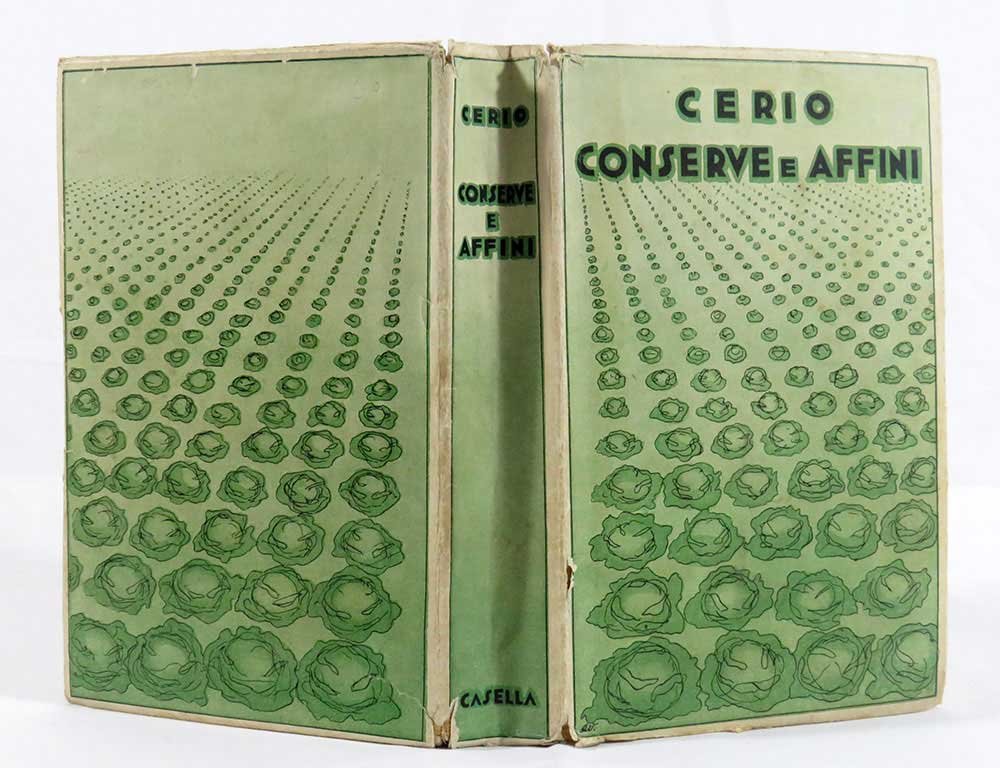 CERIO
CONSERVE
E
AFFINI
CASELLA
CERIO
CONSERVE E AFFINI